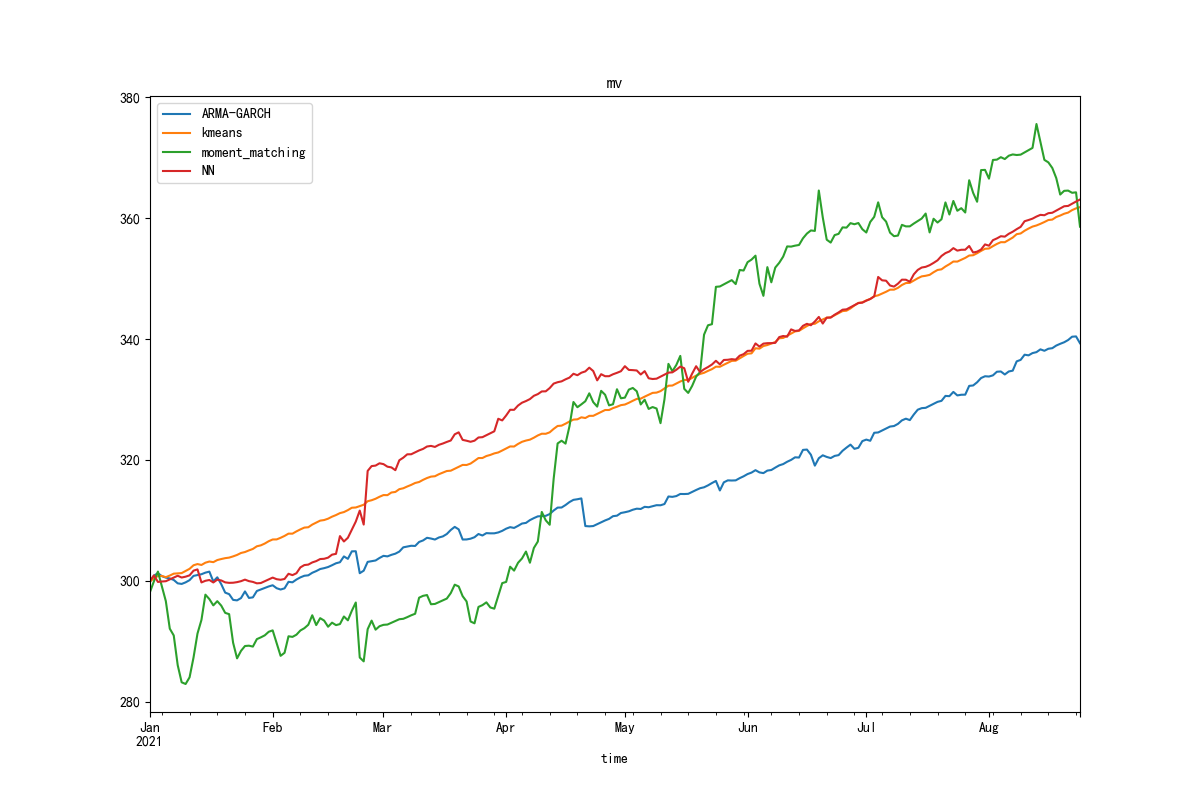 mv
380
360
340
320
300
280
ARMA-GARCH
kmeans
moment_matching
NN
Jan Feb Mar Apr May Jun Jul Aug
2021
time